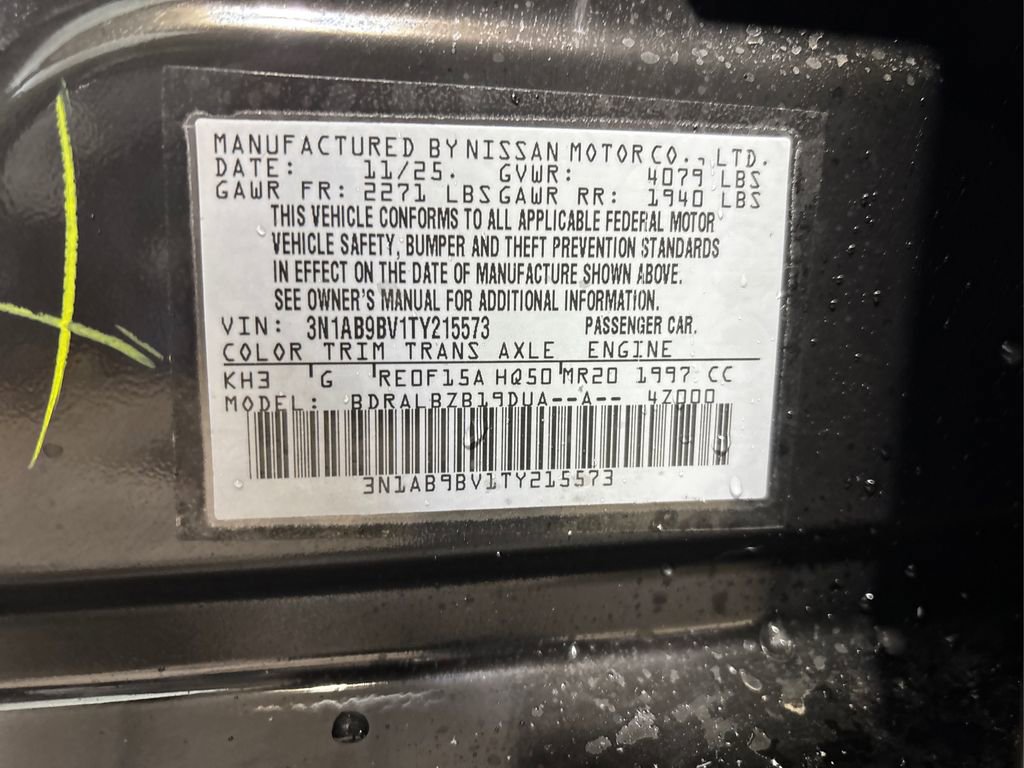 MANUFACTURED BY NISSAN MOTOR CO., LTD.
DATE: 11/25. GVWR: 4079 LBS
GAWR FR: 2271 LBS GAWR RR: 1940 LBS
THIS VEHICLE CONFORMS TO ALL APPLICABLE FEDERAL MOTOR
VEHICLE SAFETY, BUMPER AND THEFT PREVENTION STANDARDS
IN EFFECT ON THE DATE OF MANUFACTURE SHOWN ABOVE.
SEE OWNER'S MANUAL FOR ADDITIONAL INFORMATION.
VIN: 3N1AB9BV1TY215573 PASSENGER CAR.
COLOR TRIM TRANS AXLE ENGINE
KH3 G RE0F15A HQ50 MR20 1997 CC
MODEL: BDRALBZB19DUA--A-- 4Z000
3N1AB9BV1TY215573